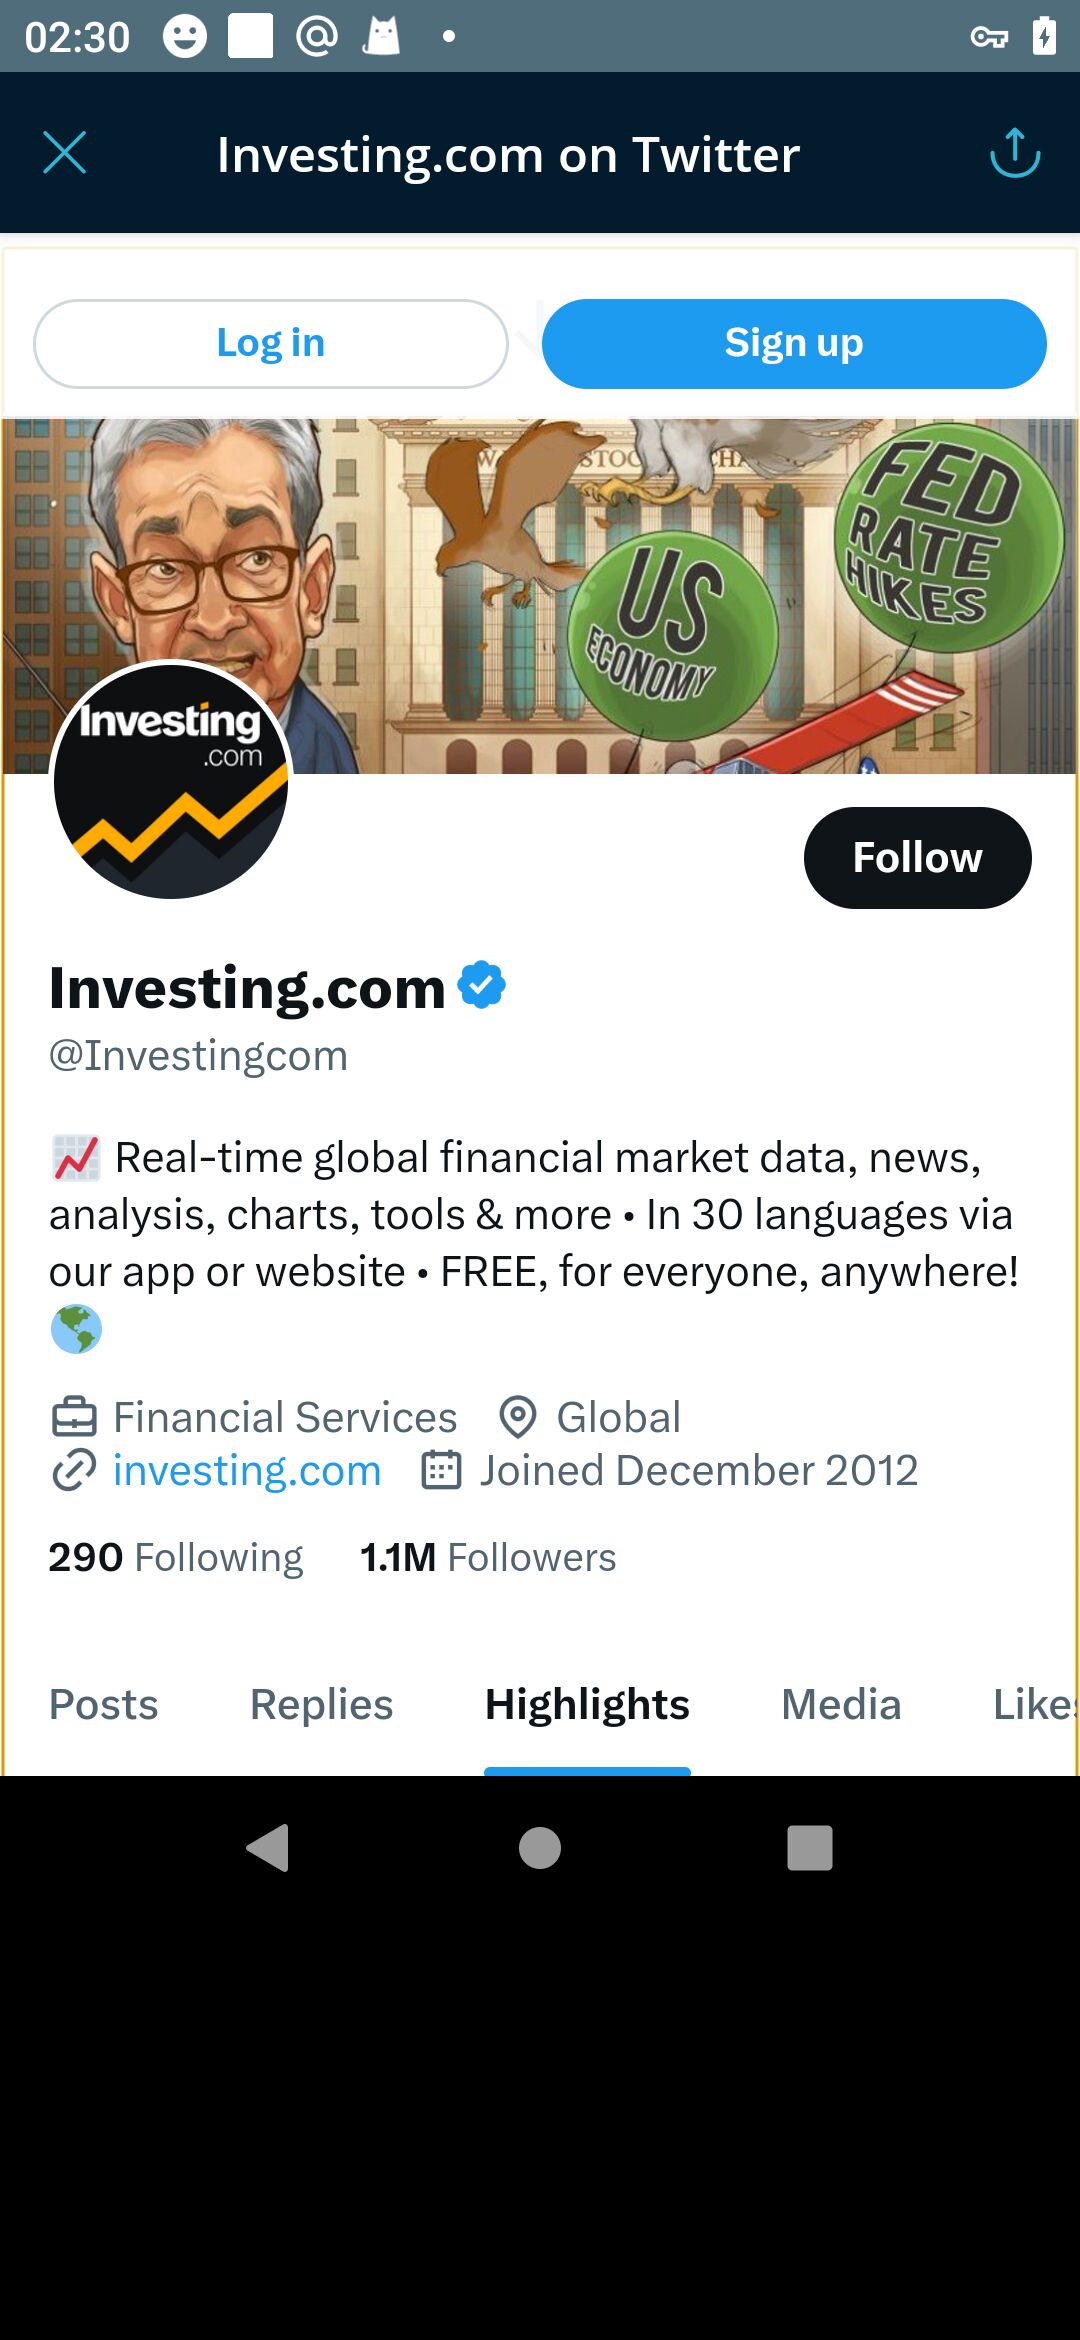 02:30
Investing.com on Twitter
Log in
Sign up
FED
RATE
HIKES
US
ECONOMY
Investing
.com
Follow
Investing.com
@Investingcom
Real-time global financial market data, news,
analysis, charts, tools & more • In 30 languages via
our app or website • FREE, for everyone, anywhere!
Financial Services Global
investing.com Joined December 2012
290 Following 1.1M Followers
Posts Replies Highlights Media Likes